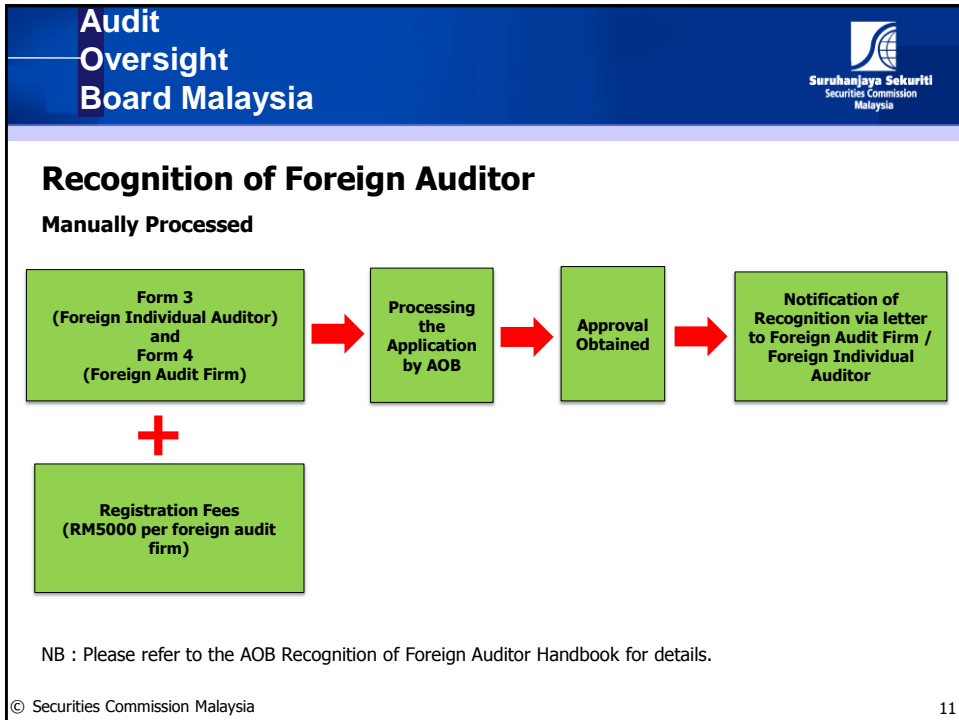 Audit
Oversight
Board Malaysia
Suruhanjaya Sekuriti
Securities Commission
Malaysia
Recognition of Foreign Auditor
Manually Processed
Form 3
(Foreign Individual Auditor)
and
Form 4
(Foreign Audit Firm)
Processing
the
Application
by AOB
Approval
Obtained
Notification of
Recognition via letter
to Foreign Audit Firm /
Foreign Individual
Auditor
+
Registration Fees
(RM5000 per foreign audit
firm)
NB : Please refer to the AOB Recognition of Foreign Auditor Handbook for details.
© Securities Commission Malaysia
11